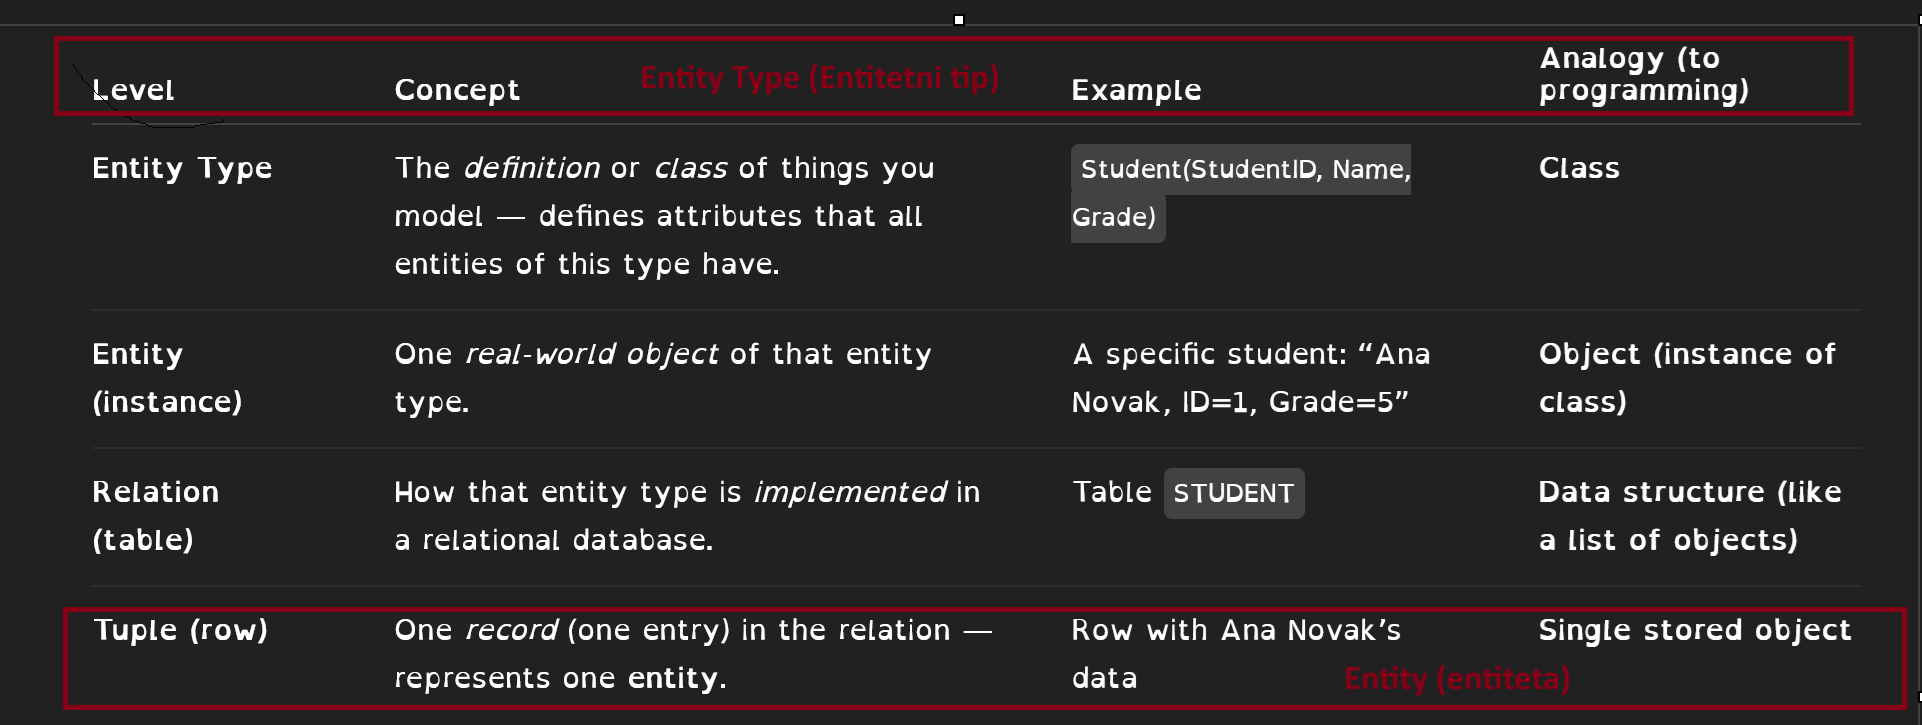 Level Concept Entity Type (Entitetni tip) Example Analogy (to
programming)
Entity Type The definition or class of things you Student(StudentID, Name, Class
model — defines attributes that all Grade)
entities of this type have.
Entity One real-world object of that entity A specific student: “Ana Object (instance of
(instance) type. Novak, ID=1, Grade=5” class)
Relation How that entity type is implemented in Table STUDENT Data structure (like
(table) a relational database. a list of objects)
Tuple (row) One record (one entry) in the relation — Row with Ana Novak’s Single stored object
represents one entity. data Entity (entiteta)